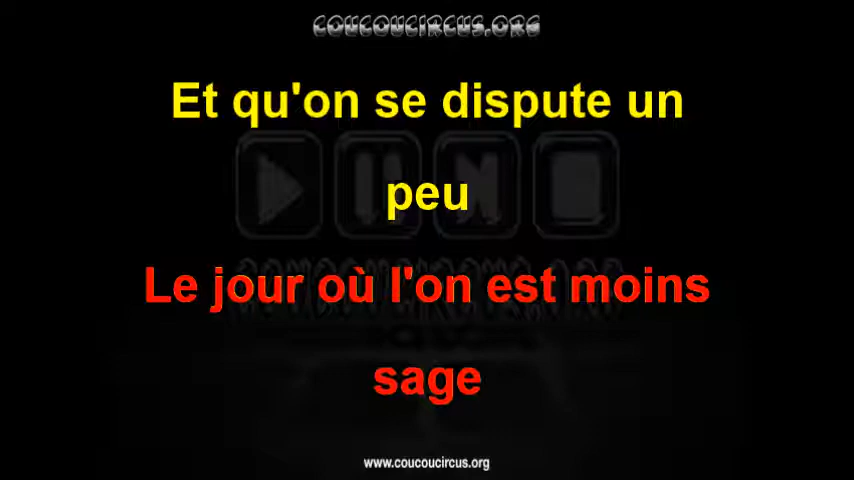 COUCOUCIRCUS.ORG
Et qu'on se dispute un
peu
Le jour où l'on est moins
sage
www.coucoucircus.org